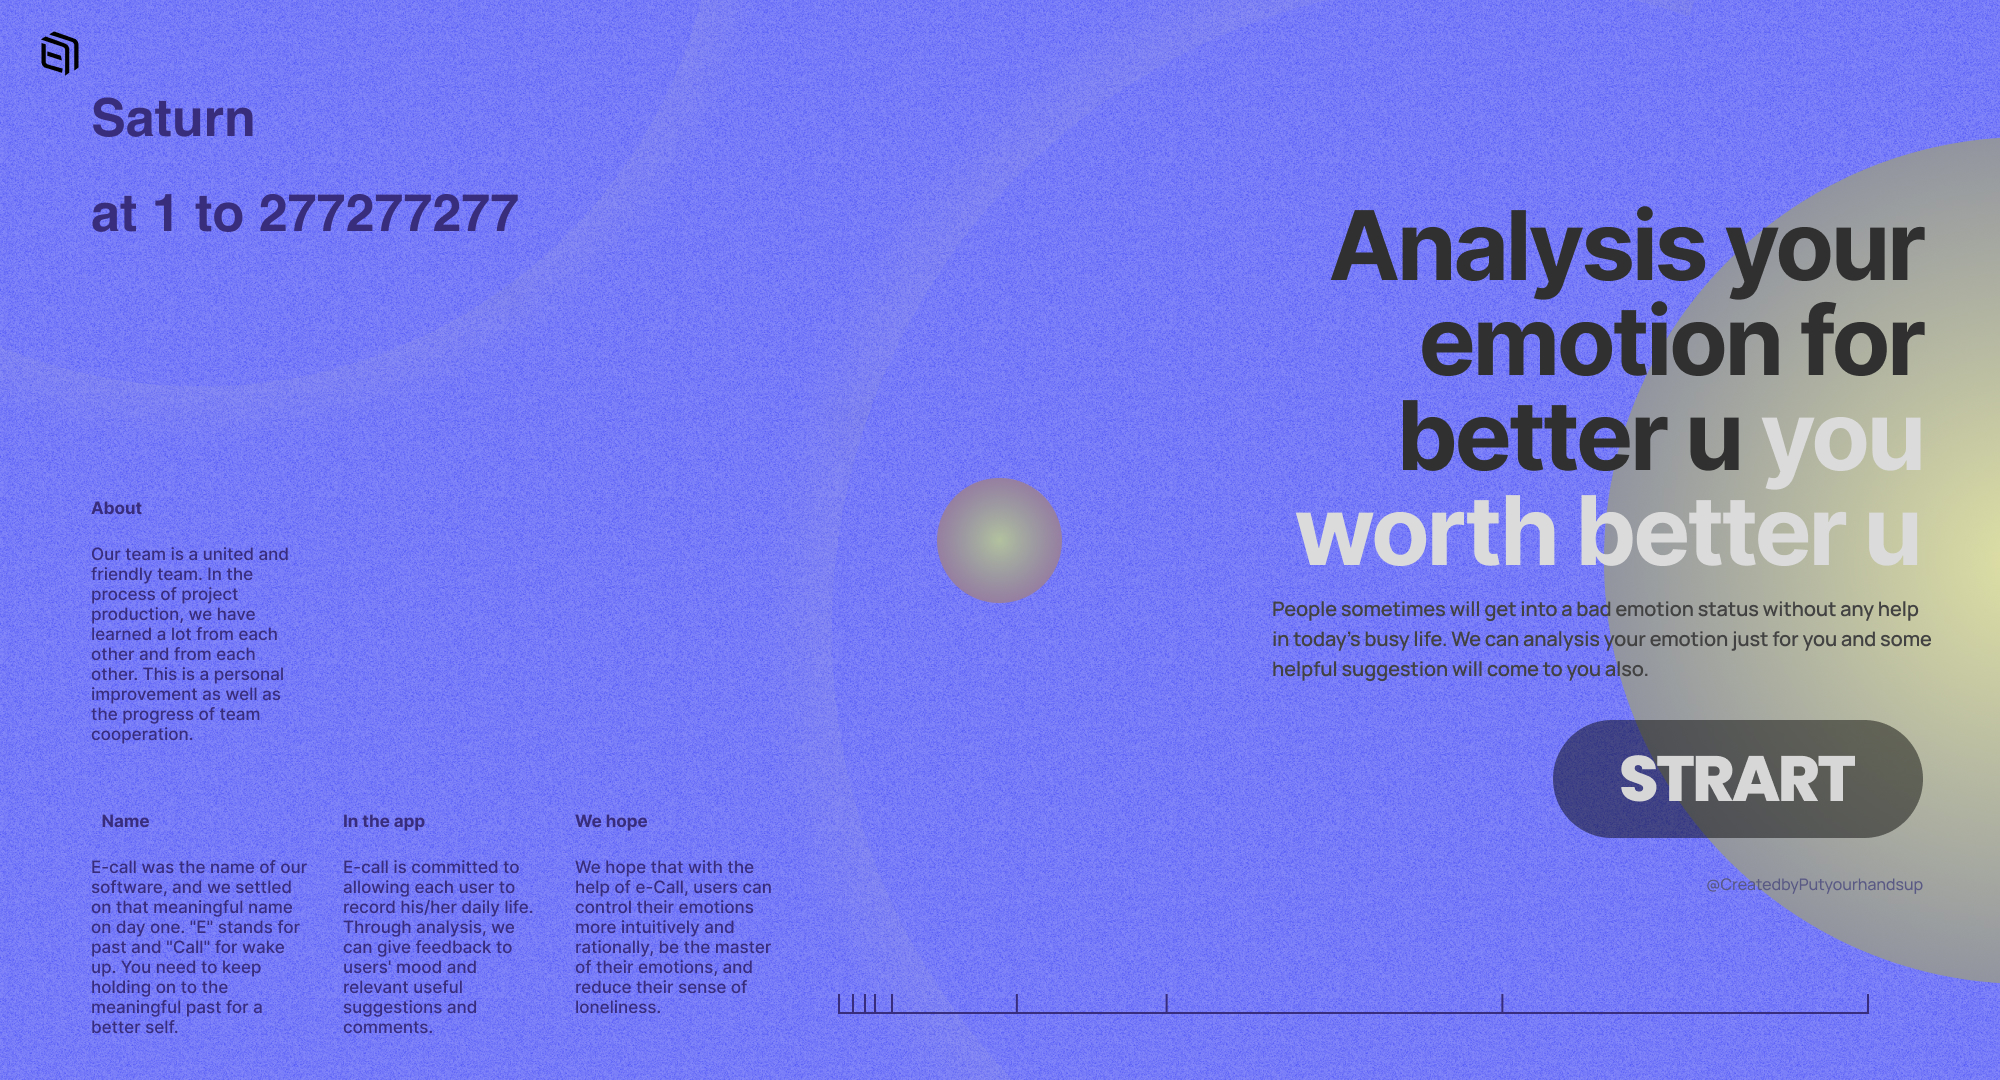 Saturn
at 1 to 277277277
Analysis your
emotion for
better u you
worth better u
People sometimes will get into a bad emotion status without any help
in today's busy life. We can analysis your emotion just for you and some
helpful suggestion will come to you also.
STRART
@CreatedbyPutyourhandsup
About
Our team is a united and
friendly team. In the
process of project
production, we have
learned a lot from each
other and from each
other. This is a personal
improvement as well as
the progress of team
cooperation.
Name
E-call was the name of our
software, and we settled
on that meaningful name
on day one. "E" stands for
past and "Call" for wake
up. You need to keep
holding on to the
meaningful past for a
better self.
In the app
E-call is committed to
allowing each user to
record his/her daily life.
Through analysis, we
can give feedback to
users' mood and
relevant useful
suggestions and
comments.
We hope
We hope that with the
help of e-Call, users can
control their emotions
more intuitively and
rationally, be the master
of their emotions, and
reduce their sense of
loneliness.